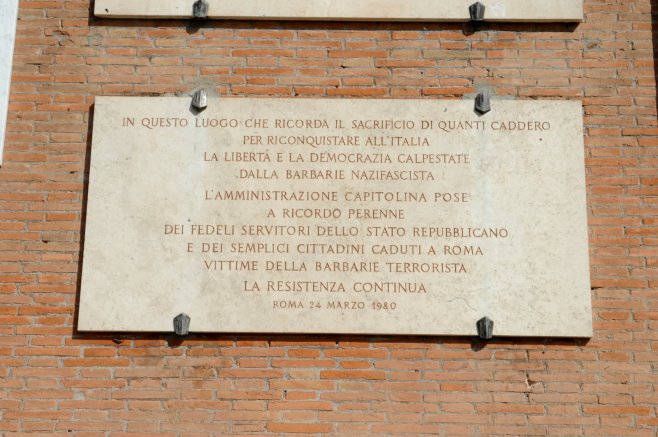 IN QUESTO LUOGO CHE RICORDA IL SACRIFICIO DI QUANTI CADDERO
PER RICONQUISTARE ALL'ITALIA
LA LIBERTÀ E LA DEMOCRAZIA CALPESTATE
DALLA BARBARIE NAZIFASCISTA
L'AMMINISTRAZIONE CAPITOLINA POSE
A RICORDO PERENNE
DEI FEDELI SERVITORI DELLO STATO REPUBBLICANO
E DEI SEMPLICI CITTADINI CADUTI A ROMA
VITTIME DELLA BARBARIE TERRORISTA
LA RESISTENZA CONTINUA
ROMA 24 MARZO 1980